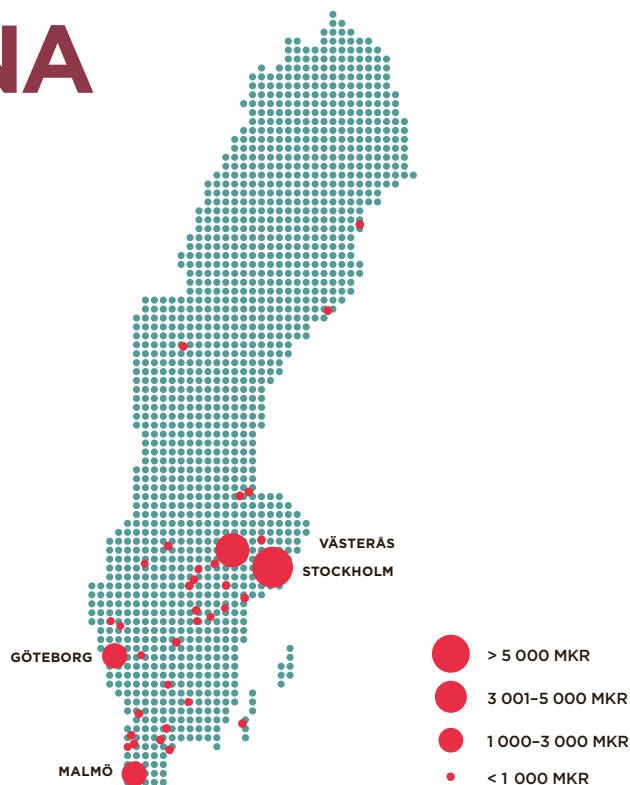 NA
VÄSTERÅS
STOCKHOLM
GÖTEBORG
MALMÖ
> 5 000 MKR
3 001–5 000 MKR
1 000–3 000 MKR
< 1 000 MKR